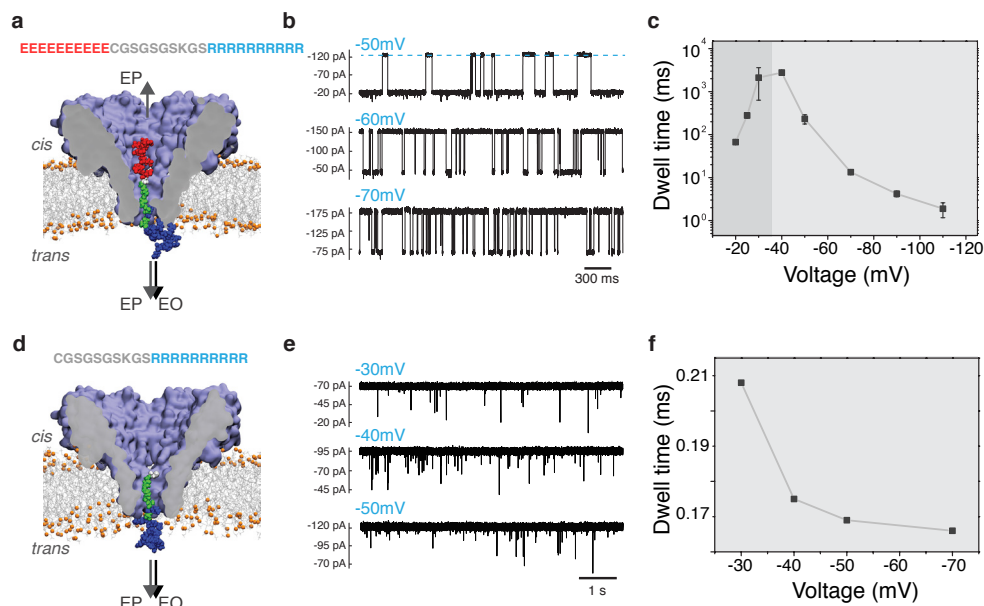 a
EEEEEEEEEECGSGSGSKGSRRRRRRRRRR
EP
cis
trans
EP EO
b
-50mV
-120 pA
-70 pA
-20 pA
-60mV
-150 pA
-100 pA
-50 pA
-70mV
-175 pA
-125 pA
-75 pA
300 ms
c
Dwell time (ms)
10⁴
10³
10²
10¹
10⁰
-20 -40 -60 -80 -100 -120
Voltage (mV)
d
CGSGSGSKGSRRRRRRRRRR
cis
trans
EP EO
e
-30mV
-70 pA
-45 pA
-20 pA
-40mV
-95 pA
-70 pA
-45 pA
-50mV
-120 pA
-95 pA
-70 pA
1 s
f
Dwell time (ms)
0.21
0.19
0.17
-30 -40 -50 -60 -70
Voltage (mV)